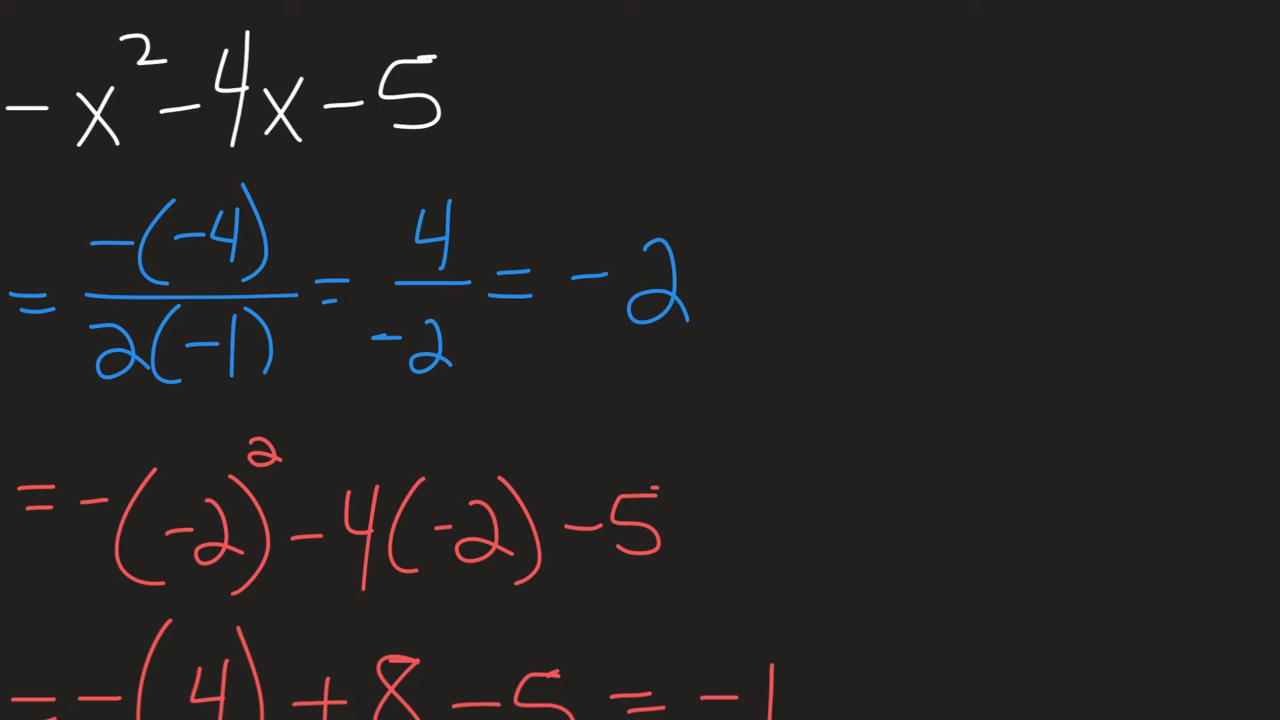 -x² - 4x - 5
= -(-4)/2(-1) = 4/-2 = -2
= -(-2)² - 4(-2) - 5
= -(4) + 8 - 5 = -1